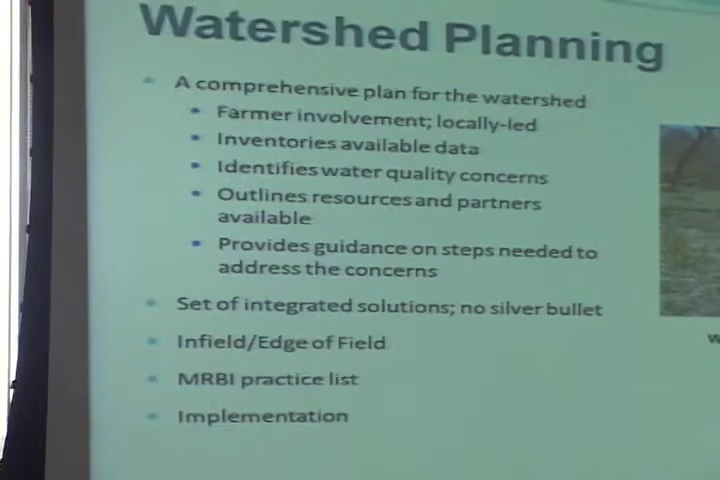 Watershed Planning
• A comprehensive plan for the watershed
• Farmer involvement; locally-led
• Inventories available data
• Identifies water quality concerns
• Outlines resources and partners
available
• Provides guidance on steps needed to
address the concerns
• Set of integrated solutions; no silver bullet
• Infield/Edge of Field
• MRBI practice list
• Implementation